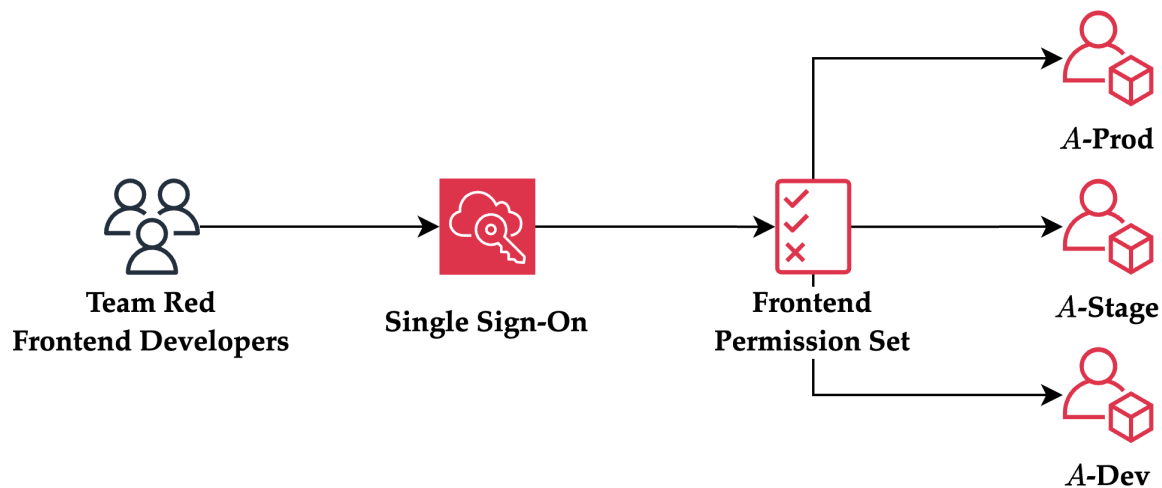 Team Red
Frontend Developers
Single Sign-On
Frontend
Permission Set
A-Prod
A-Stage
A-Dev